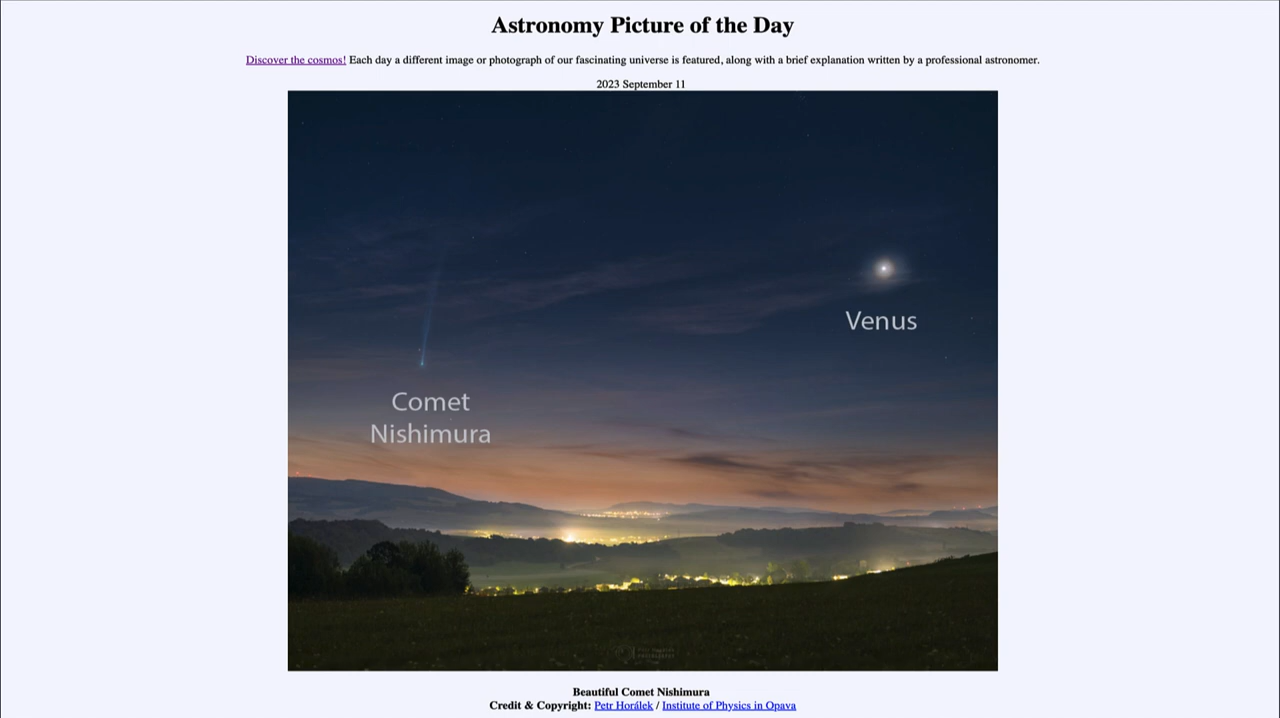 Astronomy Picture of the Day
Discover the cosmos! Each day a different image or photograph of our fascinating universe is featured, along with a brief explanation written by a professional astronomer.
2023 September 11
Venus
Comet
Nishimura
Beautiful Comet Nishimura
Credit & Copyright: Petr Horálek / Institute of Physics in Opava